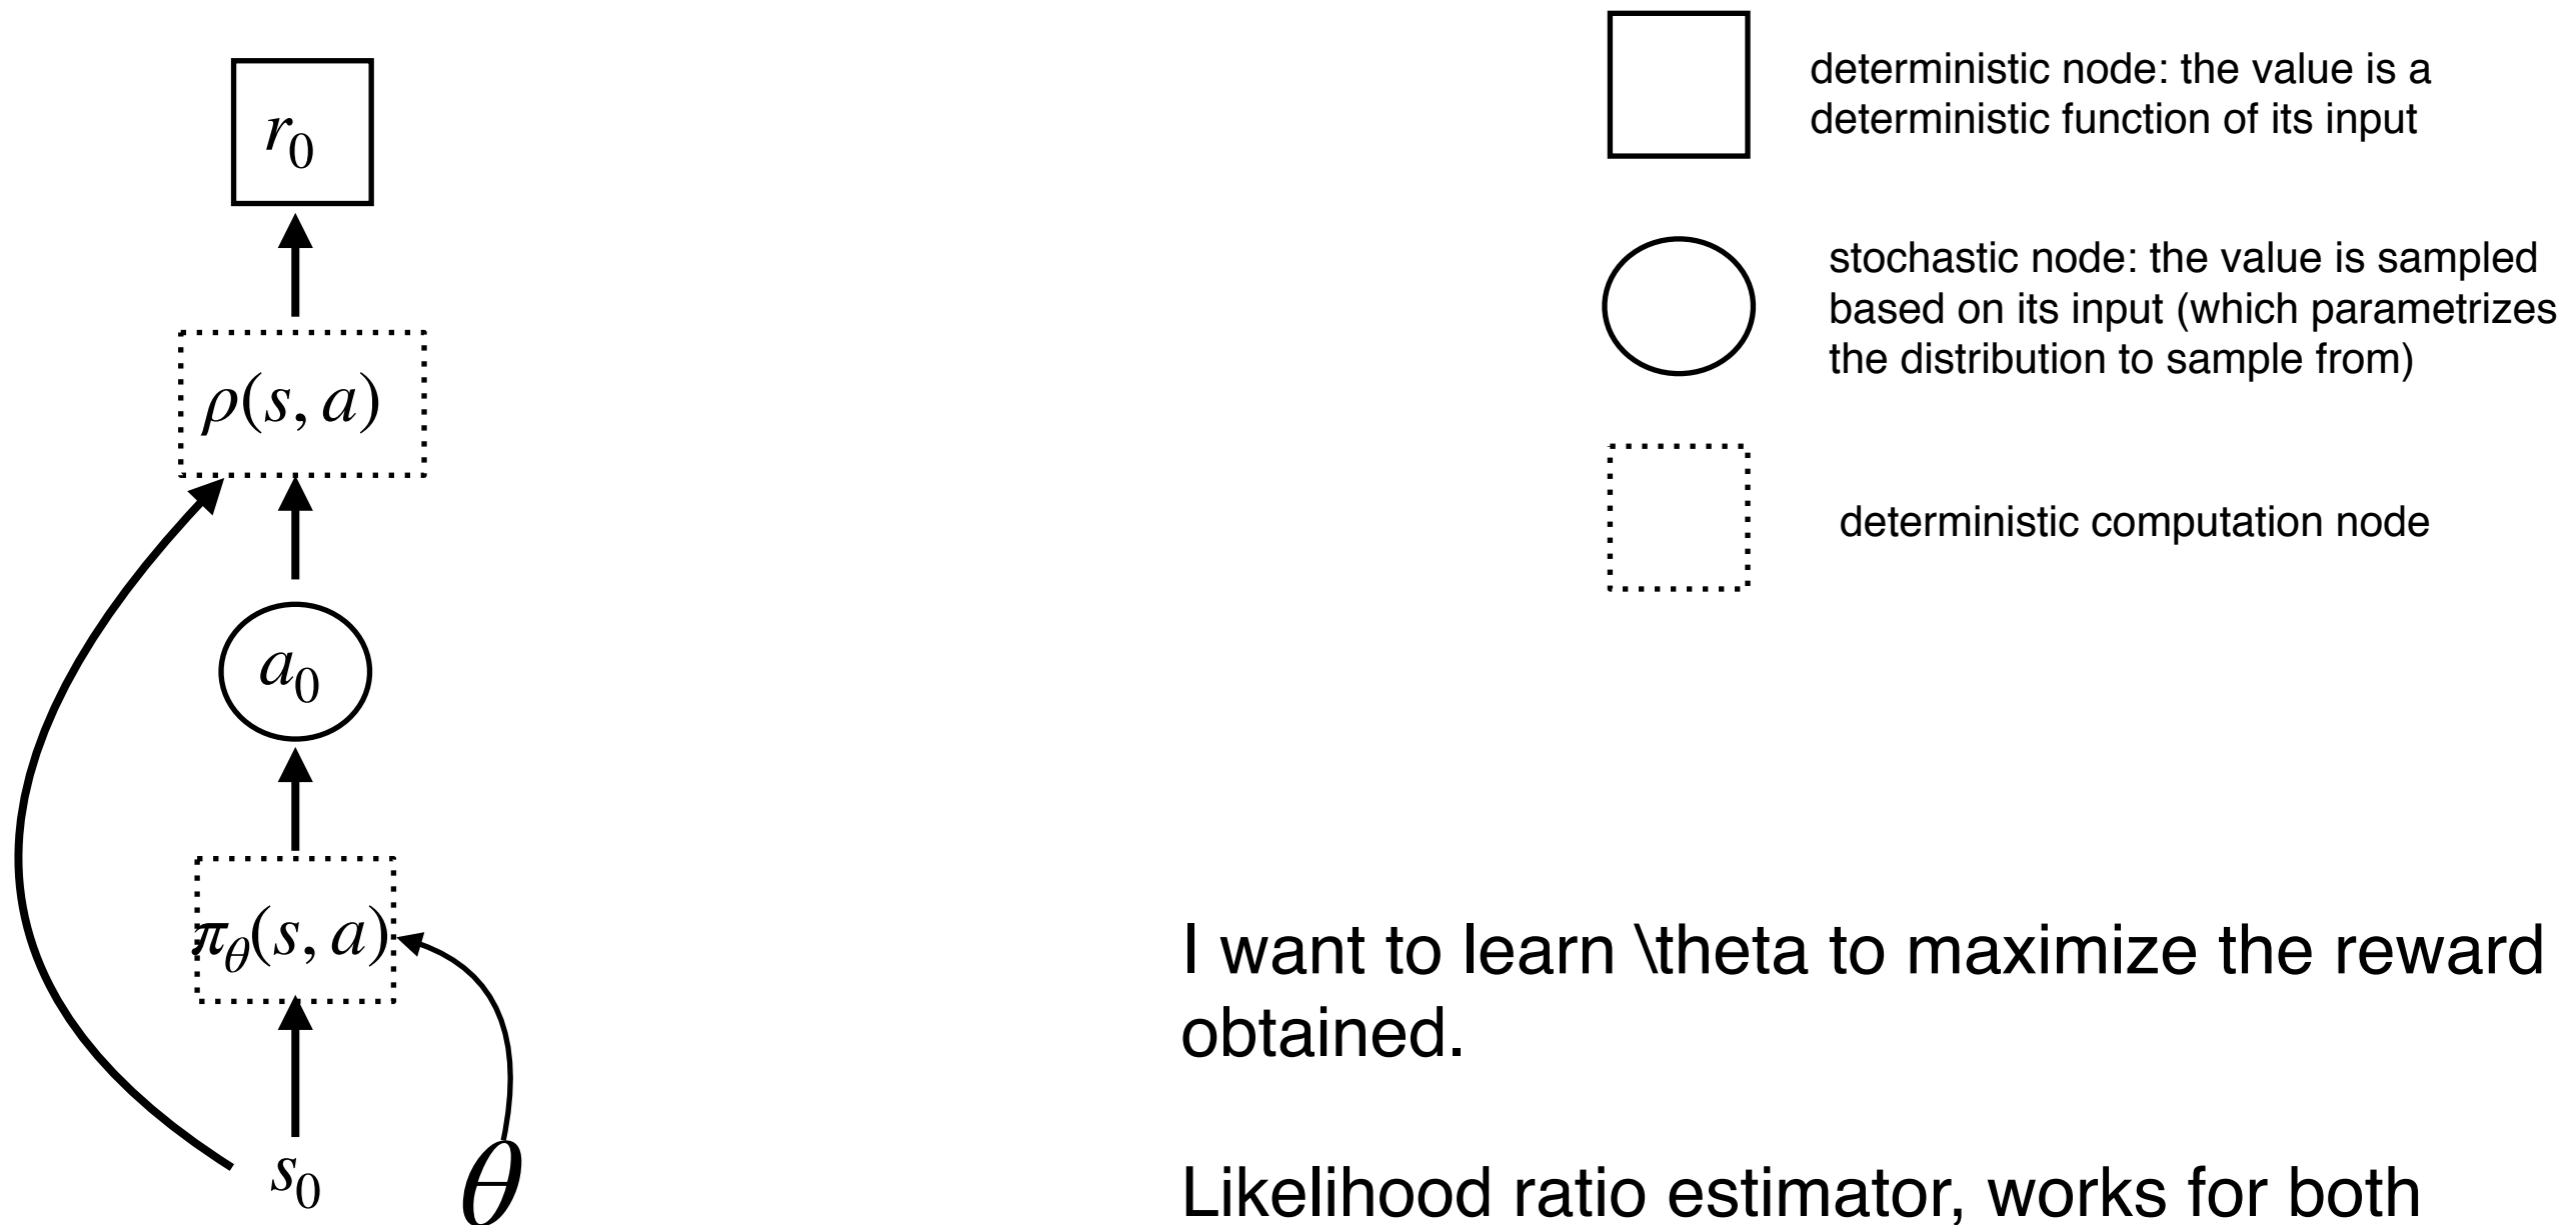 r₀
ρ(s, a)
a₀
π_θ(s, a)
s₀
θ
deterministic node: the value is a
deterministic function of its input
stochastic node: the value is sampled
based on its input (which parametrizes
the distribution to sample from)
deterministic computation node
I want to learn \theta to maximize the reward
obtained.
Likelihood ratio estimator, works for both